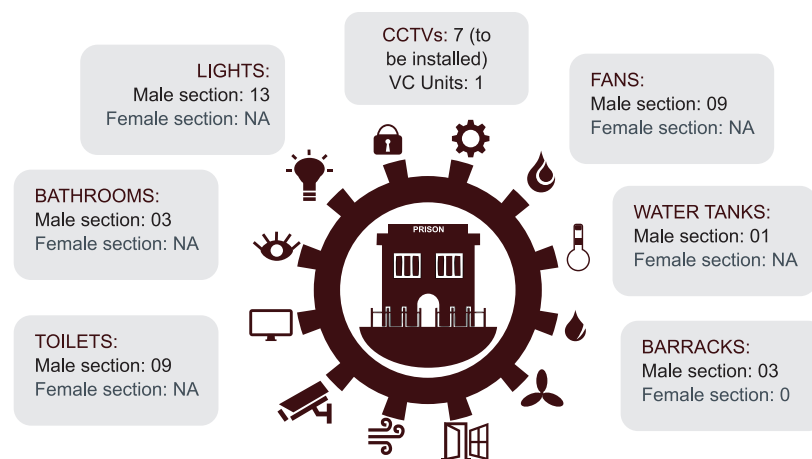 CCTVs: 7 (to
be installed)
VC Units: 1
LIGHTS:
Male section: 13
Female section: NA
FANS:
Male section: 09
Female section: NA
BATHROOMS:
Male section: 03
Female section: NA
PRISON
WATER TANKS:
Male section: 01
Female section: NA
TOILETS:
Male section: 09
Female section: NA
BARRACKS:
Male section: 03
Female section: 0